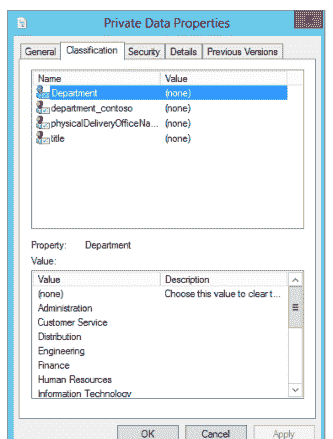 Private Data Properties
General Classification Security Details Previous Versions
Name Value
Department (none)
department_contoso (none)
physicalDeliveryOfficeNa... (none)
title (none)
Property: Department
Value:
Value Description
(none) Choose this value to clear t...
Administration
Customer Service
Distribution
Engineering
Finance
Human Resources
Information Technology
OK Cancel Apply